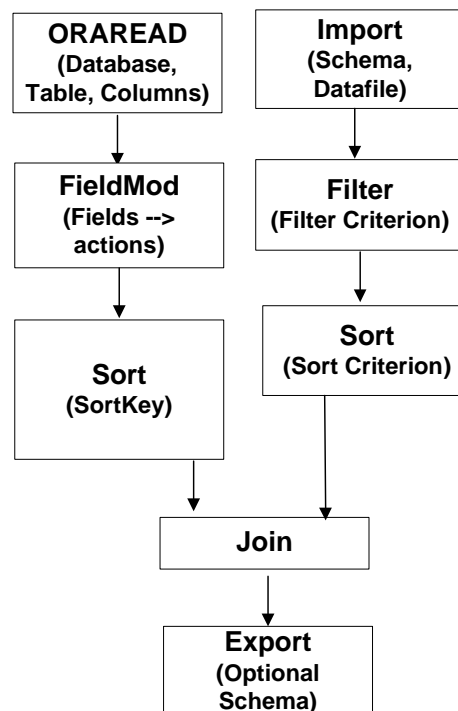 ORAREAD
(Database,
Table, Columns)
Import
(Schema,
Datafile)
FieldMod
(Fields -->
actions)
Filter
(Filter Criterion)
Sort
(SortKey)
Sort
(Sort Criterion)
Join
Export
(Optional
Schema)